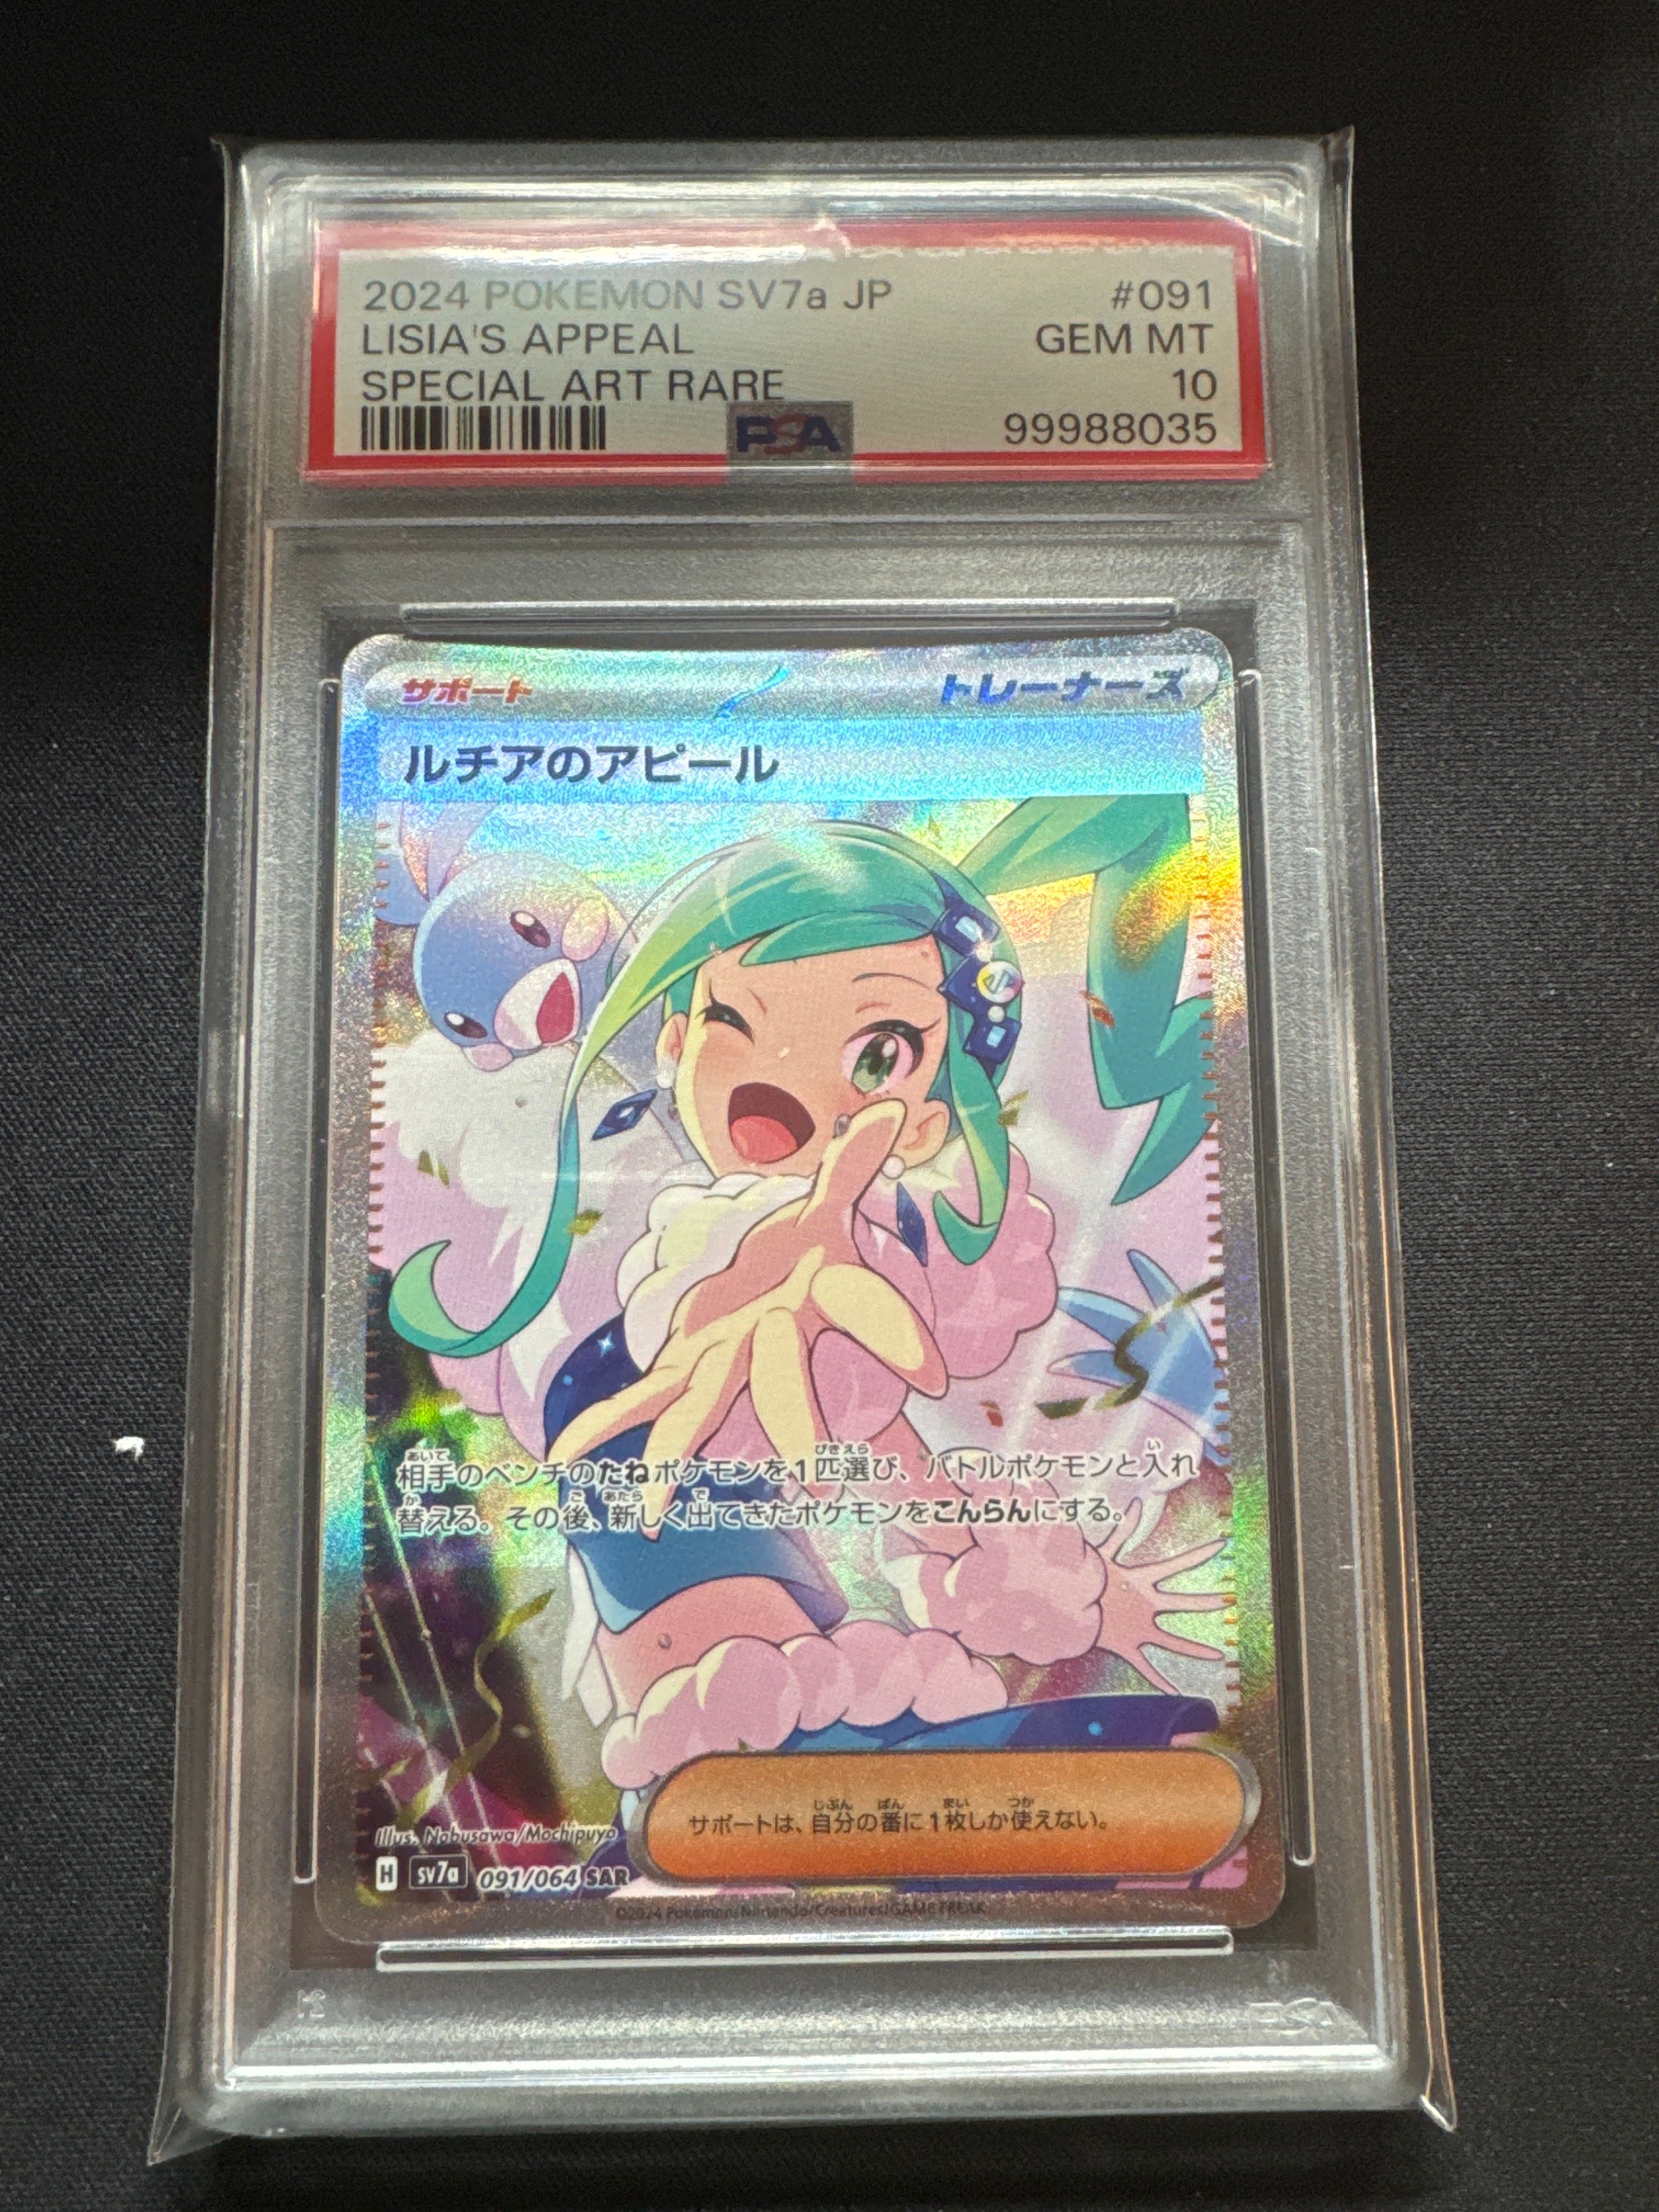 2024 POKEMON SV7a JP #091
LISIA'S APPEAL GEM MT
SPECIAL ART RARE 10
PSA 99988035
サポート トレーナーズ
ルチアのアピール
相手のベンチのたねポケモンを1匹選び、バトルポケモンと入れ
替える。その後、新しく出てきたポケモンをこんらんにする。
サポートは、自分の番に1枚しか使えない。
Illus. Nabusawa/Mochipuyo
H sv7a 091/064 SAR
©2024 Pokémon/Nintendo/Creatures/GAME FREAK